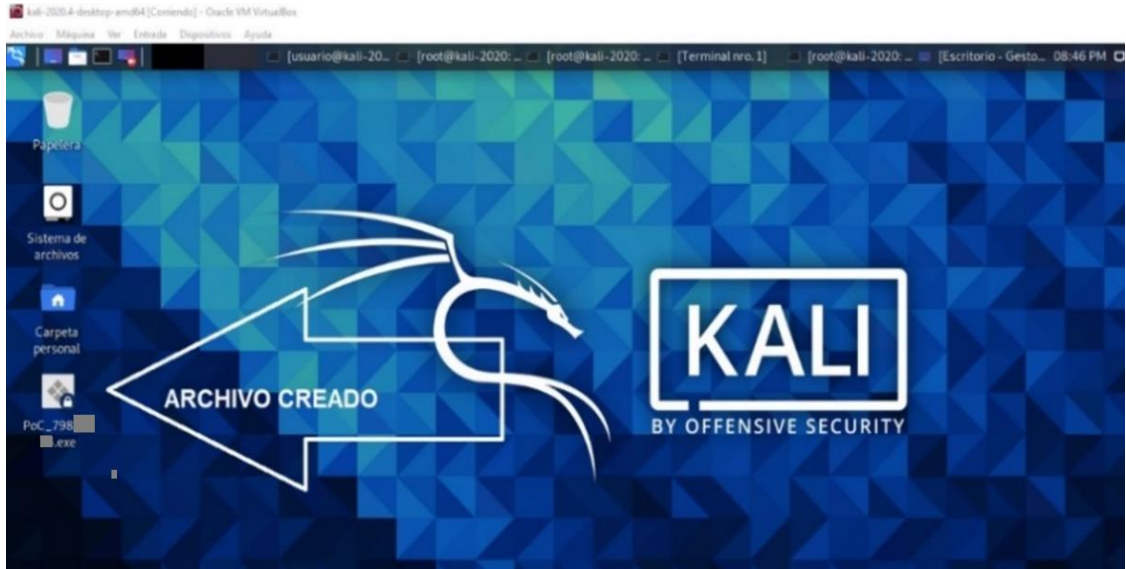 kali-2020.4-desktop-amd64 [Corriendo] - Oracle VM VirtualBox
Archivo Máquina Ver Entrada Dispositivos Ayuda
[usuario@kali-20... [root@kali-2020: ... [root@kali-2020: ... [Terminal nro. 1] [root@kali-2020: ... [Escritorio - Gesto... 08:46 PM
Papelera
Sistema de
archivos
Carpeta
personal
ARCHIVO CREADO
KALI
BY OFFENSIVE SECURITY
PoC_798
.exe